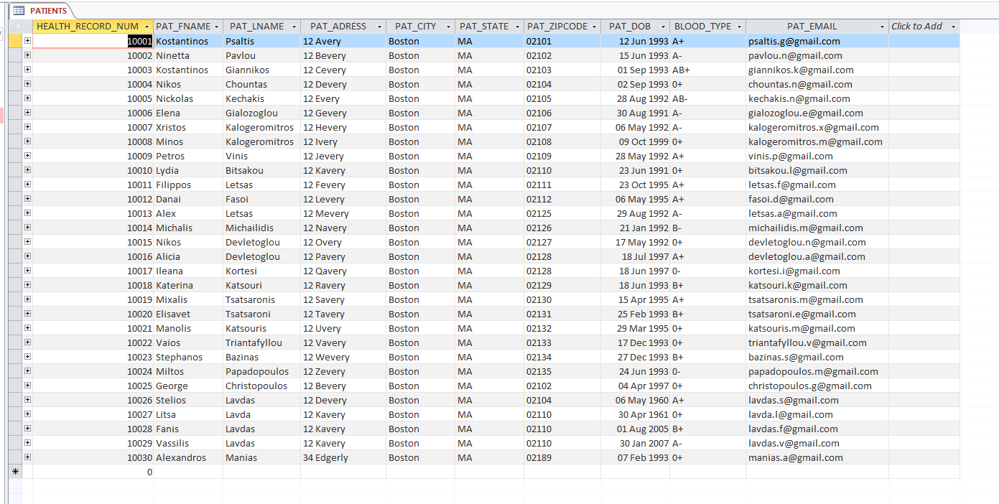 PATIENTS
HEALTH_RECORD_NUM PAT_FNAME PAT_LNAME PAT_ADRESS PAT_CITY PAT_STATE PAT_ZIPCODE PAT_DOB BLOOD_TYPE PAT_EMAIL Click to Add
10001 Kostantinos Psaltis 12 Avery Boston MA 02101 12 Jun 1993 A+ psaltis.g@gmail.com
10002 Ninetta Pavlou 12 Bevery Boston MA 02102 15 Jun 1993 A- pavlou.n@gmail.com
10003 Kostantinos Giannikos 12 Cevery Boston MA 02103 01 Sep 1993 AB+ giannikos.k@gmail.com
10004 Nikos Chountas 12 Devery Boston MA 02104 02 Sep 1993 0+ chountas.n@gmail.com
10005 Nickolas Kechakis 12 Every Boston MA 02105 28 Aug 1992 AB- kechakis.n@gmail.com
10006 Elena Gialozoglou 12 Gevery Boston MA 02106 30 Aug 1991 A- gialozoglou.e@gmail.com
10007 Xristos Kalogeromitros 12 Hevery Boston MA 02107 06 May 1992 A- kalogeromitros.x@gmail.com
10008 Minos Kalogeromitros 12 Ivery Boston MA 02108 09 Oct 1999 0+ kalogeromitros.m@gmail.com
10009 Petros Vinis 12 Jevery Boston MA 02109 28 May 1992 A+ vinis.p@gmail.com
10010 Lydia Bitsakou 12 Kavery Boston MA 02110 23 Jun 1991 0+ bitsakou.l@gmail.com
10011 Filippos Letsas 12 Fevery Boston MA 02111 23 Oct 1995 A+ letsas.f@gmail.com
10012 Danai Fasoi 12 Levery Boston MA 02112 06 May 1995 A+ fasoi.d@gmail.com
10013 Alex Letsas 12 Mevery Boston MA 02125 29 Aug 1992 A- letsas.a@gmail.com
10014 Michalis Michailidis 12 Navery Boston MA 02126 21 Jan 1992 B- michailidis.m@gmail.com
10015 Nikos Devletoglou 12 Overy Boston MA 02127 17 May 1992 0+ devletoglou.n@gmail.com
10016 Alicia Devletoglou 12 Pavery Boston MA 02128 18 Jul 1997 A+ devletoglou.a@gmail.com
10017 Ileana Kortesi 12 Qavery Boston MA 02128 18 Jun 1997 0- kortesi.i@gmail.com
10018 Katerina Katsouri 12 Ravery Boston MA 02129 18 Jun 1993 B+ katsouri.k@gmail.com
10019 Mixalis Tsatsaronis 12 Savery Boston MA 02130 15 Apr 1995 A+ tsatsaronis.m@gmail.com
10020 Elisavet Tsatsaroni 12 Tavery Boston MA 02131 25 Feb 1993 B+ tsatsaroni.e@gmail.com
10021 Manolis Katsouris 12 Uvery Boston MA 02132 29 Mar 1995 0+ katsouris.m@gmail.com
10022 Vaios Triantafyllou 12 Vavery Boston MA 02133 17 Dec 1993 0+ triantafyllou.v@gmail.com
10023 Stephanos Bazinas 12 Wevery Boston MA 02134 27 Dec 1993 B+ bazinas.s@gmail.com
10024 Miltos Papadopoulos 12 Zevery Boston MA 02135 24 Jun 1993 0- papadopoulos.m@gmail.com
10025 George Christopoulos 12 Bevery Boston MA 02102 04 Apr 1997 0+ christopoulos.g@gmail.com
10026 Stelios Lavdas 12 Devery Boston MA 02104 06 May 1960 A+ lavdas.s@gmail.com
10027 Litsa Lavda 12 Kavery Boston MA 02110 30 Apr 1961 0+ lavda.l@gmail.com
10028 Fanis Lavdas 12 Kavery Boston MA 02110 01 Aug 2005 B+ lavdas.f@gmail.com
10029 Vassilis Lavdas 12 Kavery Boston MA 02110 30 Jan 2007 A- lavdas.v@gmail.com
10030 Alexandros Manias 34 Edgerly Boston MA 02189 07 Feb 1993 0+ manias.a@gmail.com
0